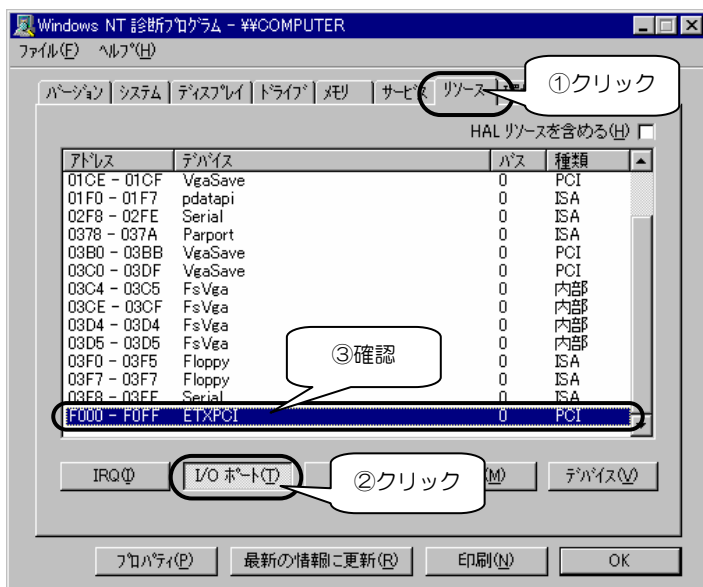 Windows NT 診断プログラム - ¥¥COMPUTER
ファイル(F) ヘルプ(H)
バージョン システム ディスプレイ ドライブ メモリ サービス リソース
①クリック
HAL リソースを含める(H)
アドレス デバイス バス 種類
01CE - 01CF VgaSave 0 PCI
01F0 - 01F7 pdatapi 0 ISA
02F8 - 02FE Serial 0 ISA
0378 - 037A Parport 0 ISA
03B0 - 03BB VgaSave 0 PCI
03C0 - 03DF VgaSave 0 PCI
03C4 - 03C5 FsVga 0 内部
03CE - 03CF FsVga 0 内部
03D4 - 03D4 FsVga 0 内部
03D5 - 03D5 FsVga 0 内部
03F0 - 03F5 Floppy 0 ISA
03F7 - 03F7 Floppy 0 ISA
03F8 - 03FF Serial 0 ISA
F000 - F0FF ETXPCI 0 PCI
③確認
IRQ(I) I/O ポート(T) (M) デバイス(V)
②クリック
プロパティ(P) 最新の情報に更新(R) 印刷(N) OK